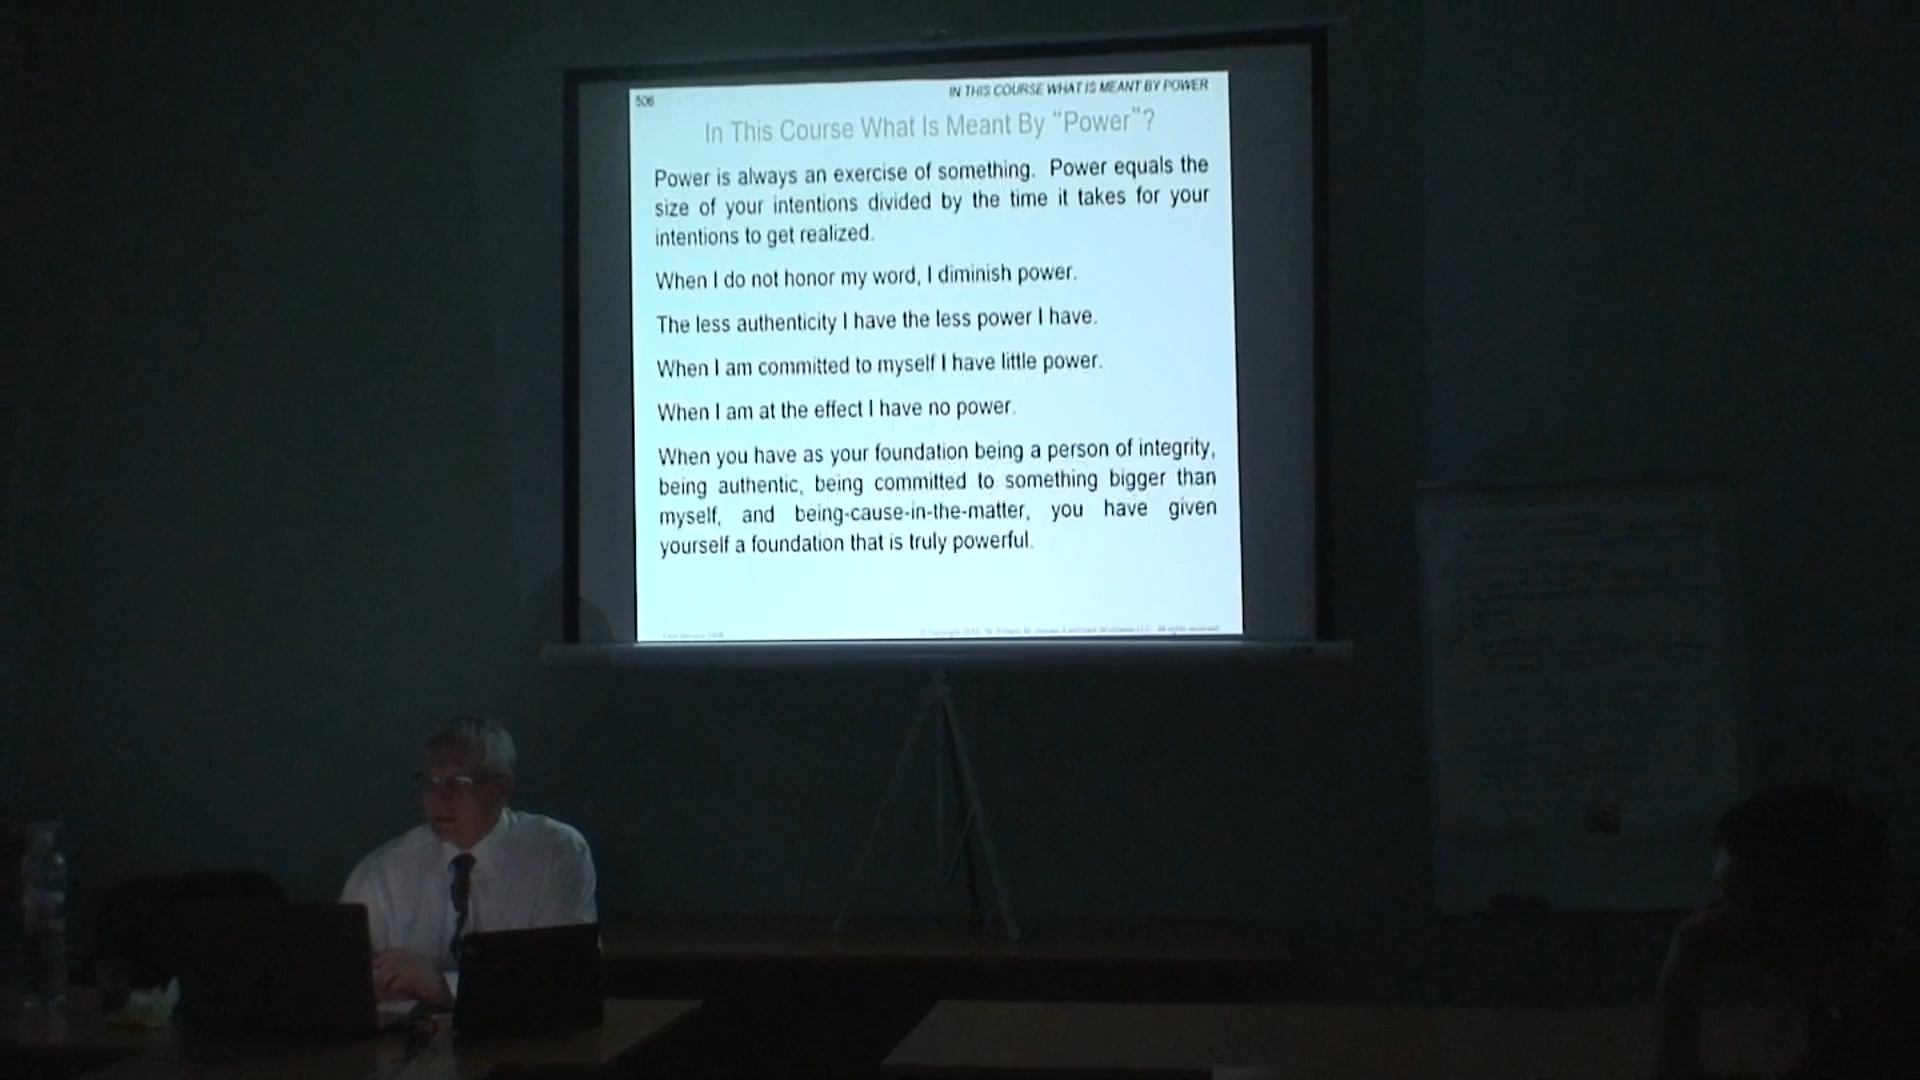 506
IN THIS COURSE WHAT IS MEANT BY POWER
In This Course What Is Meant By “Power”?
Power is always an exercise of something. Power equals the
size of your intentions divided by the time it takes for your
intentions to get realized.
When I do not honor my word, I diminish power.
The less authenticity I have the less power I have.
When I am committed to myself I have little power.
When I am at the effect I have no power.
When you have as your foundation being a person of integrity,
being authentic, being committed to something bigger than
myself, and being-cause-in-the-matter, you have given
yourself a foundation that is truly powerful.